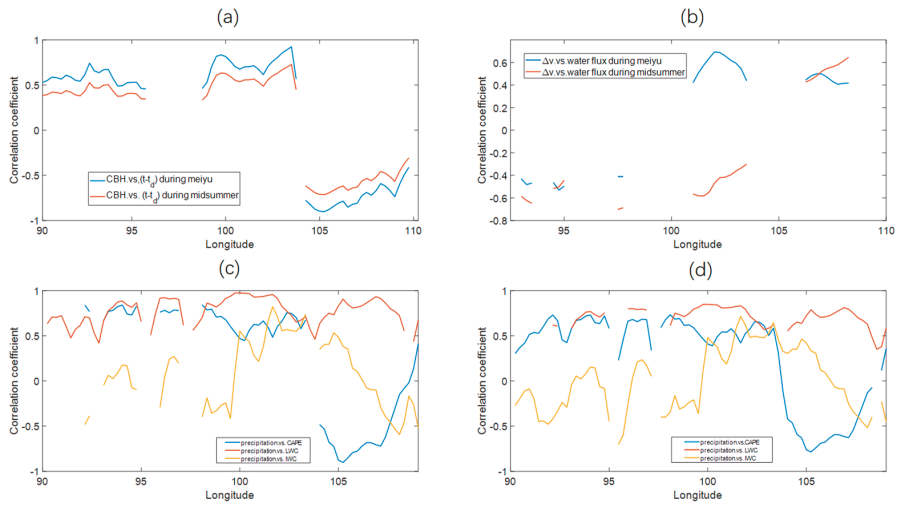 (a)
(b)
1
0.5
0
-0.5
-1
Correlation coefficient
CBH.vs,(t-td) during meiyu
CBH.vs. (t-td) during midsummer
90
95
100
105
110
Longitude
0.6
0.4
0.2
0
-0.2
-0.4
-0.6
-0.8
Correlation coefficient
Δv.vs.water flux during meiyu
Δv.vs.water flux during midsummer
95
100
105
110
Longitude
(c)
(d)
1
0.5
0
-0.5
-1
Correlation coefficient
precipitation.vs. CAPE
precipitation.vs. LWC
precipitation.vs. IWC
90
95
100
105
Longitude
1
0.5
0
-0.5
-1
Correlation coefficient
precipitation.vs.CAPE
precipitation.vs. LWC
precipitation.vs. IWC
90
95
100
105
Longitude